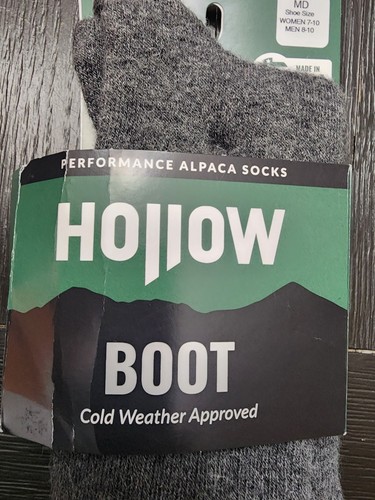 MD
Shoe Size
WOMEN 7-10
MEN 8-10
MADE IN
PERFORMANCE ALPACA SOCKS
HOllOW
BOOT
Cold Weather Approved